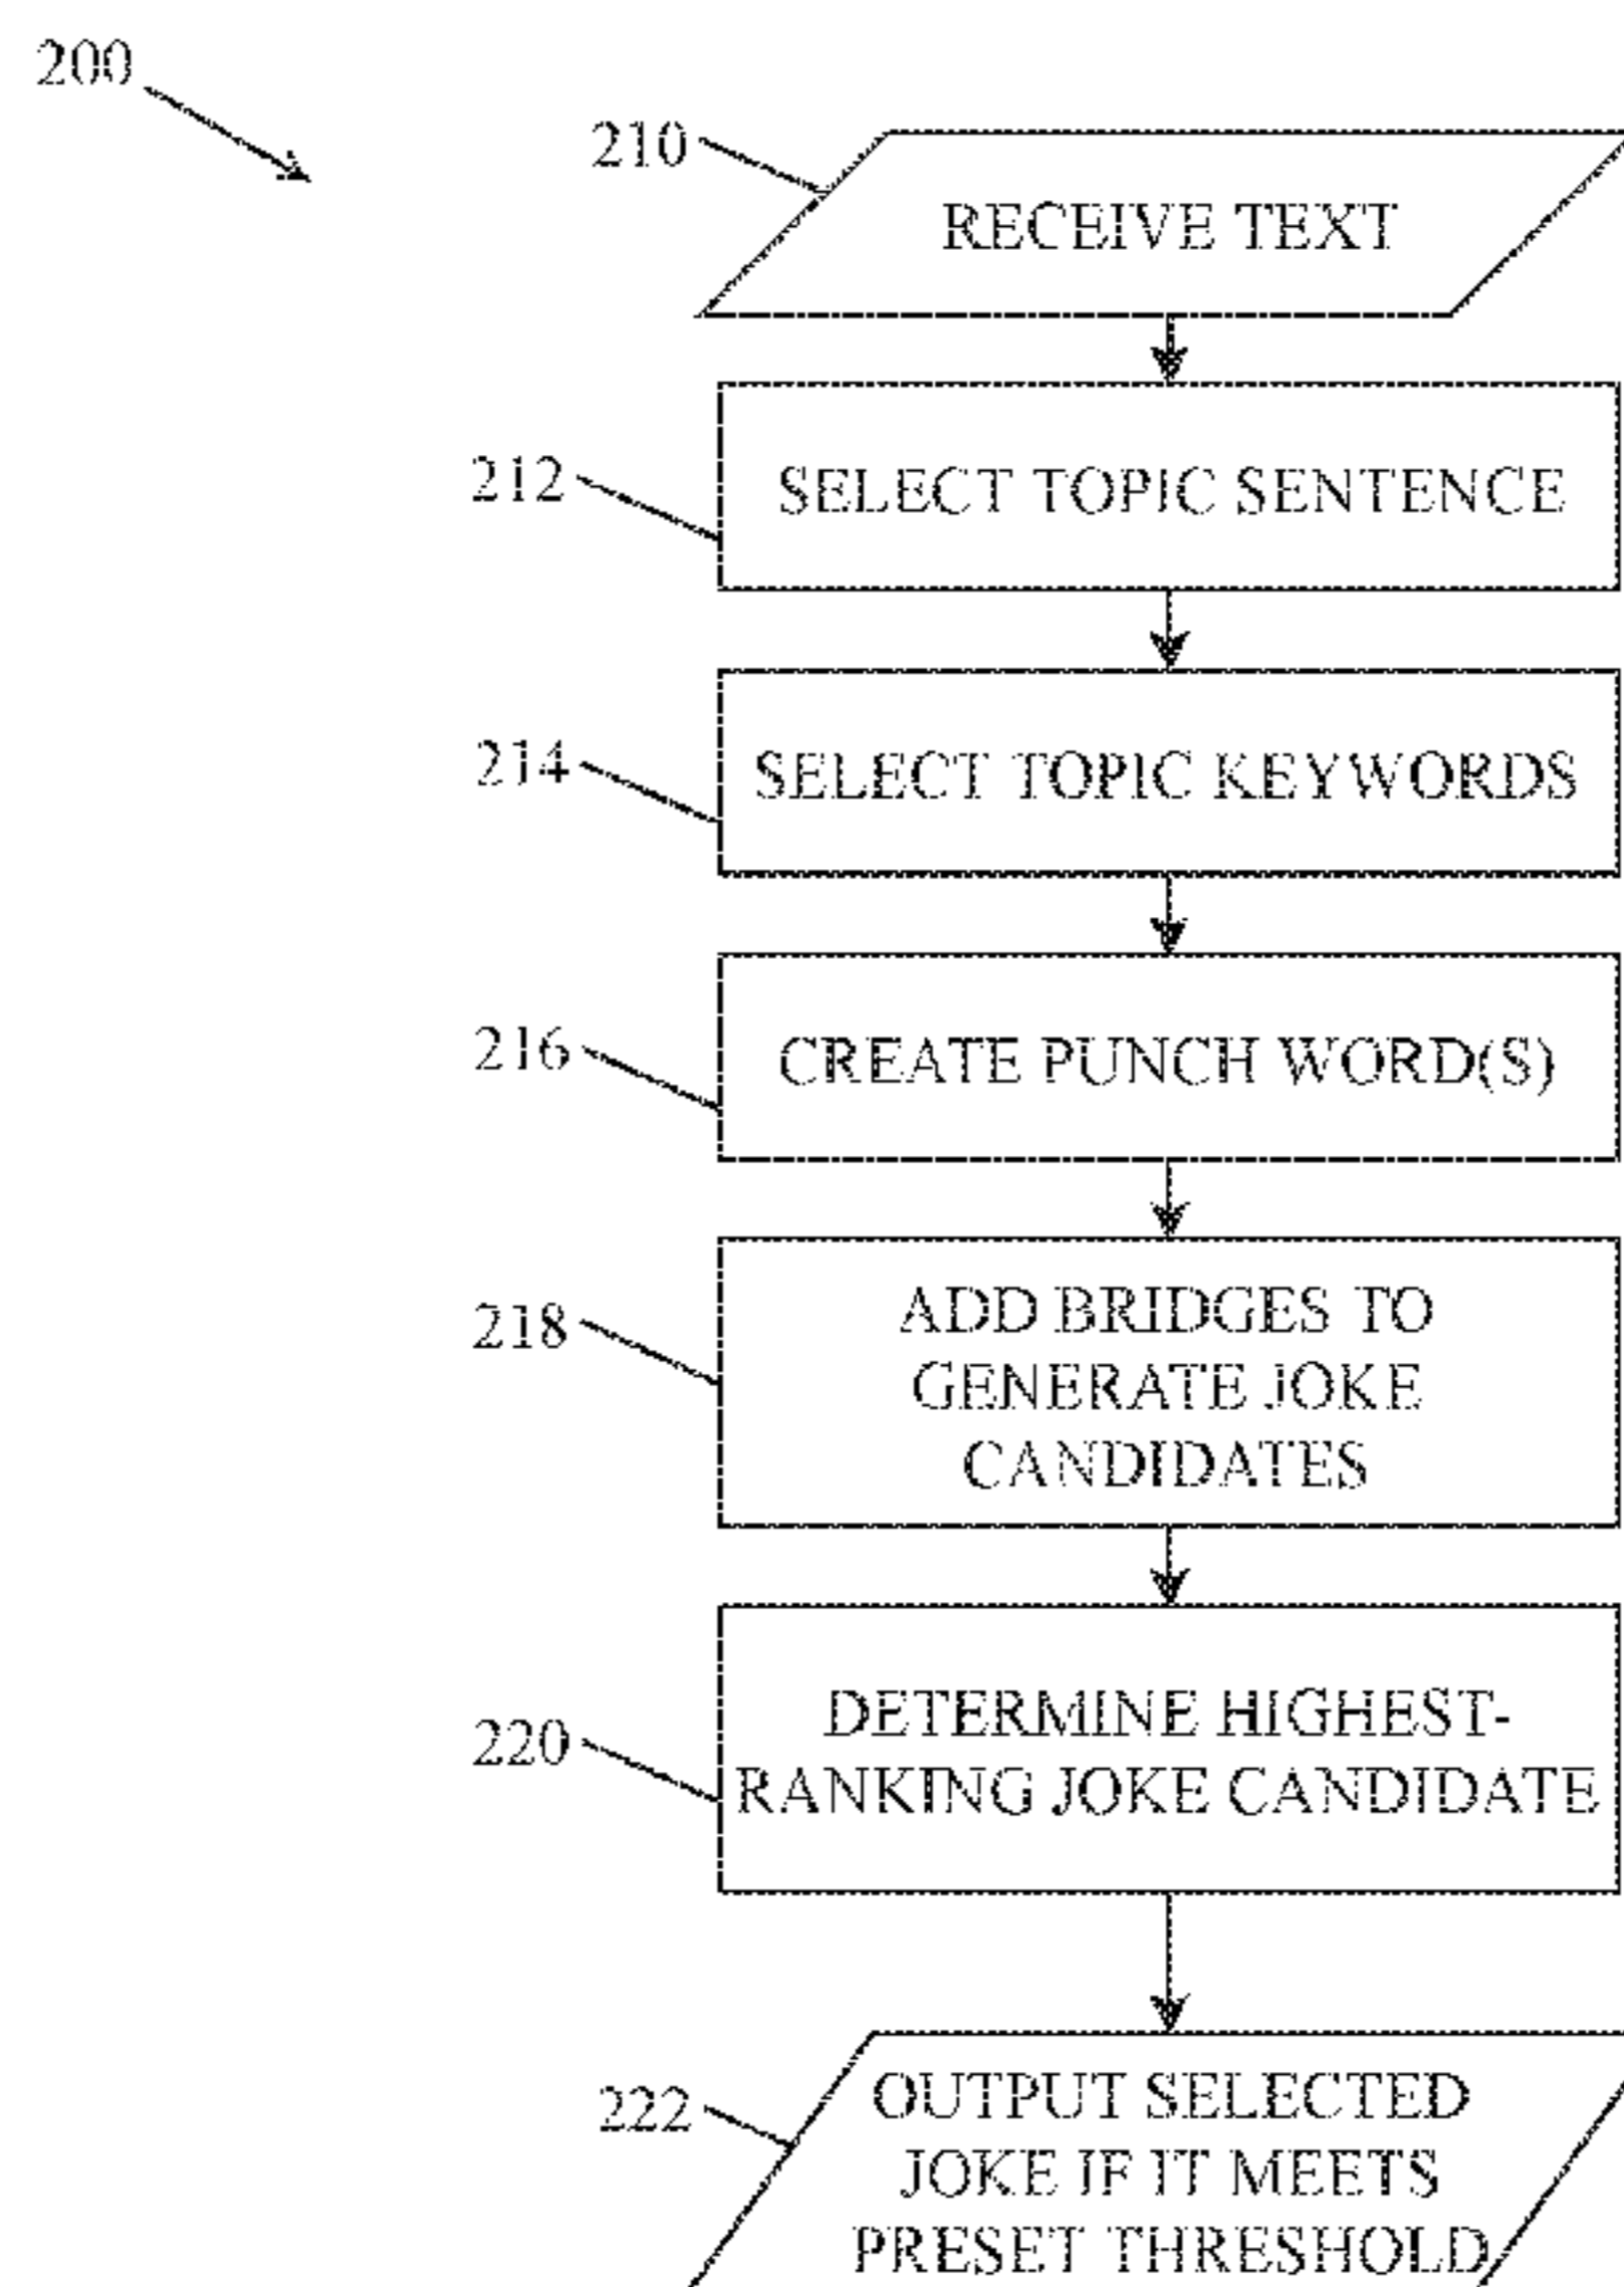 200
210
RECEIVE TEXT
212
SELECT TOPIC SENTENCE
214
SELECT TOPIC KEYWORDS
216
CREATE PUNCH WORD(S)
218
ADD BRIDGES TO
GENERATE JOKE
CANDIDATES
220
DETERMINE HIGHEST-
RANKING JOKE CANDIDATE
222
OUTPUT SELECTED
JOKE IF IT MEETS
PRESET THRESHOLD